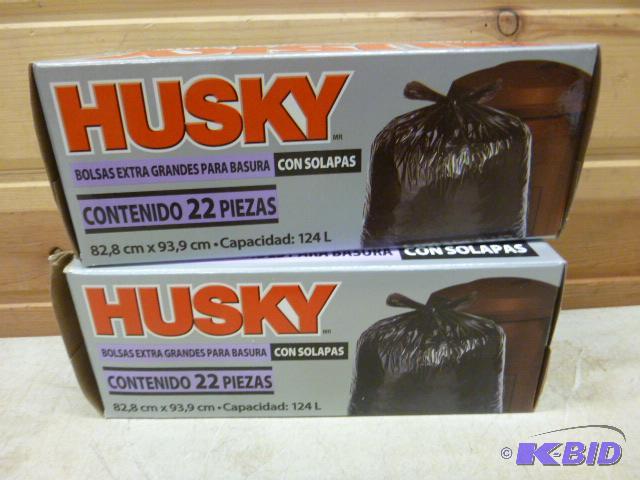 HUSKY
MR
BOLSAS EXTRA GRANDES PARA BASURA CON SOLAPAS
CONTENIDO 22 PIEZAS
82,8 cm x 93,9 cm • Capacidad: 124 L
PARA BASURA CON SOLAPAS
HUSKY
MR
BOLSAS EXTRA GRANDES PARA BASURA CON SOLAPAS
CONTENIDO 22 PIEZAS
82,8 cm x 93,9 cm • Capacidad: 124 L
© K-BID